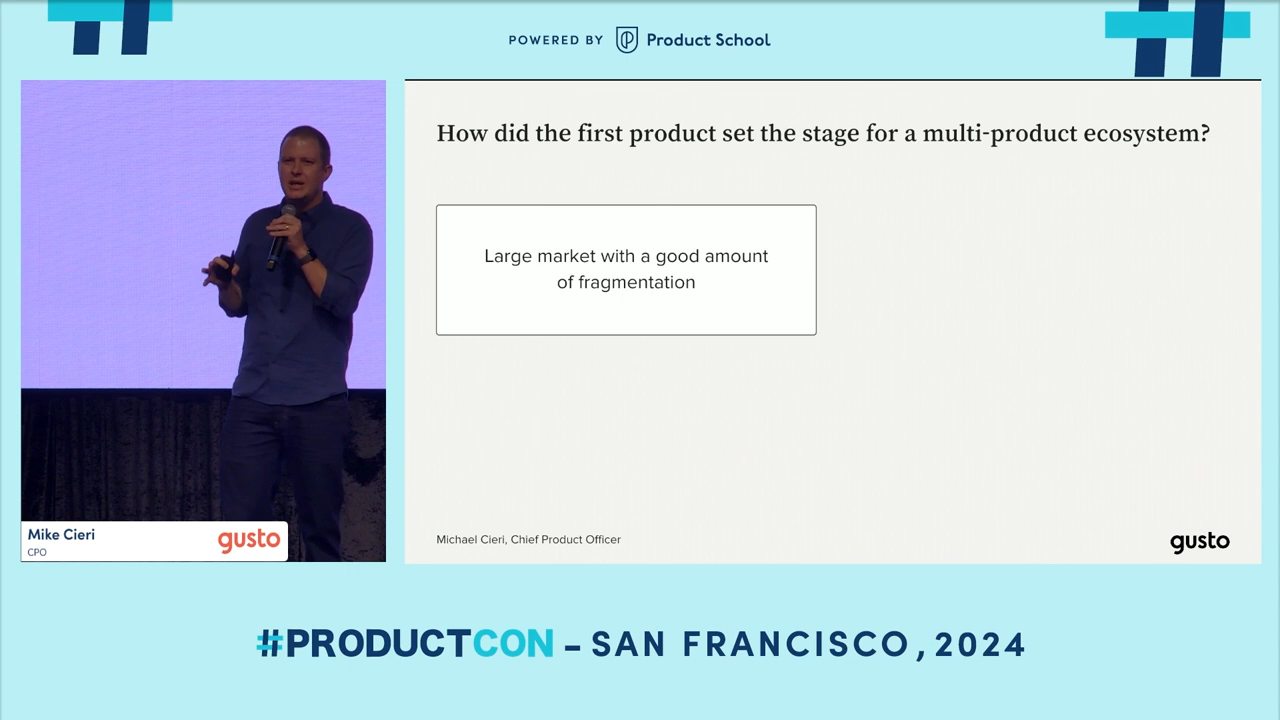 POWERED BY Product School
How did the first product set the stage for a multi-product ecosystem?
Large market with a good amount
of fragmentation
Mike Cieri
CPO
gusto
Michael Cieri, Chief Product Officer
gusto
#PRODUCTCON – SAN FRANCISCO, 2024